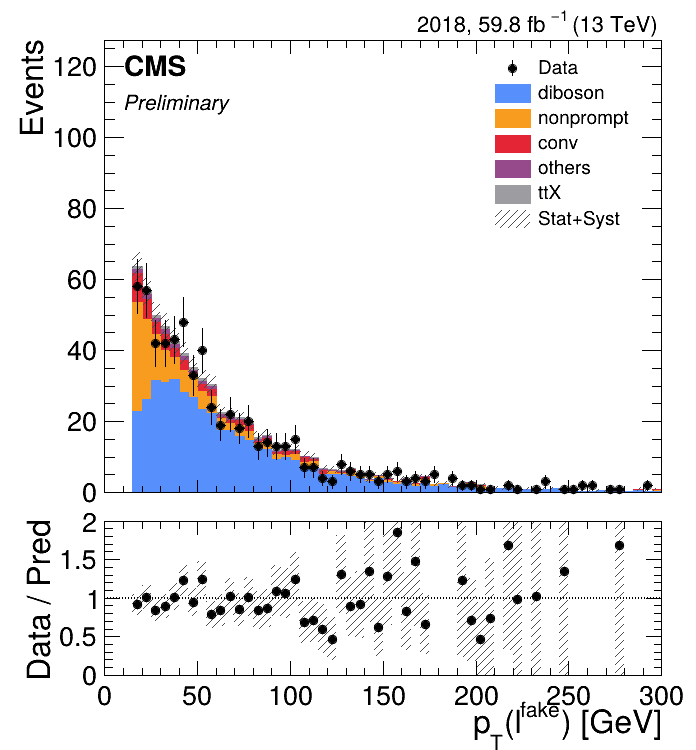 2018, 59.8 fb⁻¹ (13 TeV)
Events
CMS
Preliminary
Data
diboson
nonprompt
conv
others
ttX
Stat+Syst
120
100
80
60
40
20
0
Data / Pred
2
1.5
1
0.5
0
0 50 100 150 200 250 300
p_T(l^fake) [GeV]